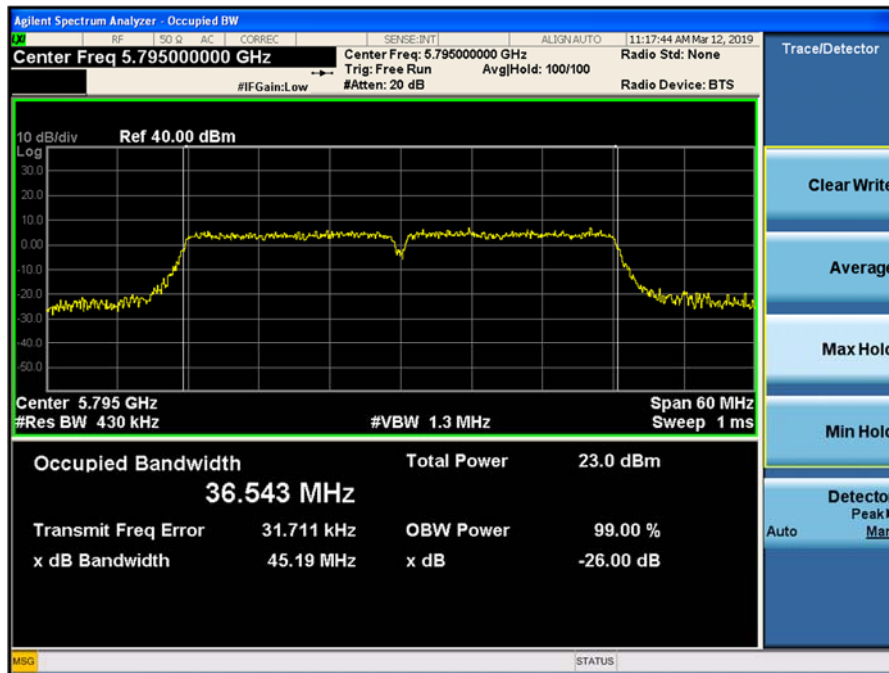 Agilent Spectrum Analyzer - Occupied BW
LXI RF 50 Ω AC CORREC SENSE:INT ALIGN AUTO 11:17:44 AM Mar 12, 2019
Center Freq 5.795000000 GHz
Center Freq: 5.795000000 GHz Radio Std: None
Trig: Free Run Avg|Hold: 100/100
#IFGain:Low #Atten: 20 dB Radio Device: BTS
Trace/Detector
10 dB/div Ref 40.00 dBm
Log
30.0
20.0
10.0
0.00
-10.0
-20.0
-30.0
-40.0
-50.0
Center 5.795 GHz Span 60 MHz
#Res BW 430 kHz #VBW 1.3 MHz Sweep 1 ms
Occupied Bandwidth Total Power 23.0 dBm
36.543 MHz
Transmit Freq Error 31.711 kHz OBW Power 99.00 %
x dB Bandwidth 45.19 MHz x dB -26.00 dB
Clear Write
Average
Max Hold
Min Hold
Detector
Peak
Auto Man
MSG STATUS